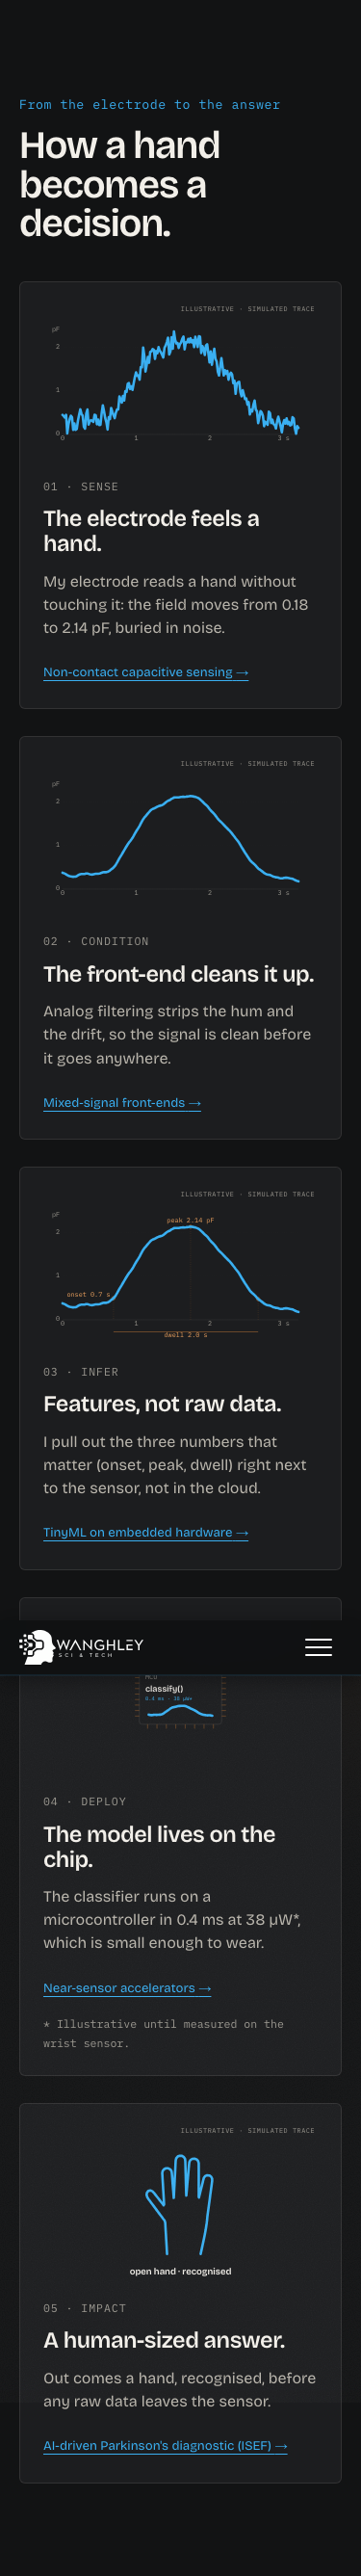 From the electrode to the answer
How a hand
becomes a
decision.
ILLUSTRATIVE · SIMULATED TRACE
pF
2
1
0
0 1 2 3 s
01 · SENSE
The electrode feels a
hand.
My electrode reads a hand without
touching it: the field moves from 0.18
to 2.14 pF, buried in noise.
Non-contact capacitive sensing →
ILLUSTRATIVE · SIMULATED TRACE
pF
2
1
0
0 1 2 3 s
02 · CONDITION
The front-end cleans it up.
Analog filtering strips the hum and
the drift, so the signal is clean before
it goes anywhere.
Mixed-signal front-ends →
ILLUSTRATIVE · SIMULATED TRACE
pF
peak 2.14 pF
2
1
onset 0.7 s
0
0 1 2 3 s
dwell 2.0 s
03 · INFER
Features, not raw data.
I pull out the three numbers that
matter (onset, peak, dwell) right next
to the sensor, not in the cloud.
TinyML on embedded hardware →
WANGHLEY
SCI & TECH
MCU
classify()
0.4 ms · 38 µW*
04 · DEPLOY
The model lives on the
chip.
The classifier runs on a
microcontroller in 0.4 ms at 38 µW*,
which is small enough to wear.
Near-sensor accelerators →
* Illustrative until measured on the
wrist sensor.
ILLUSTRATIVE · SIMULATED TRACE
open hand · recognised
05 · IMPACT
A human-sized answer.
Out comes a hand, recognised, before
any raw data leaves the sensor.
AI-driven Parkinson's diagnostic (ISEF) →